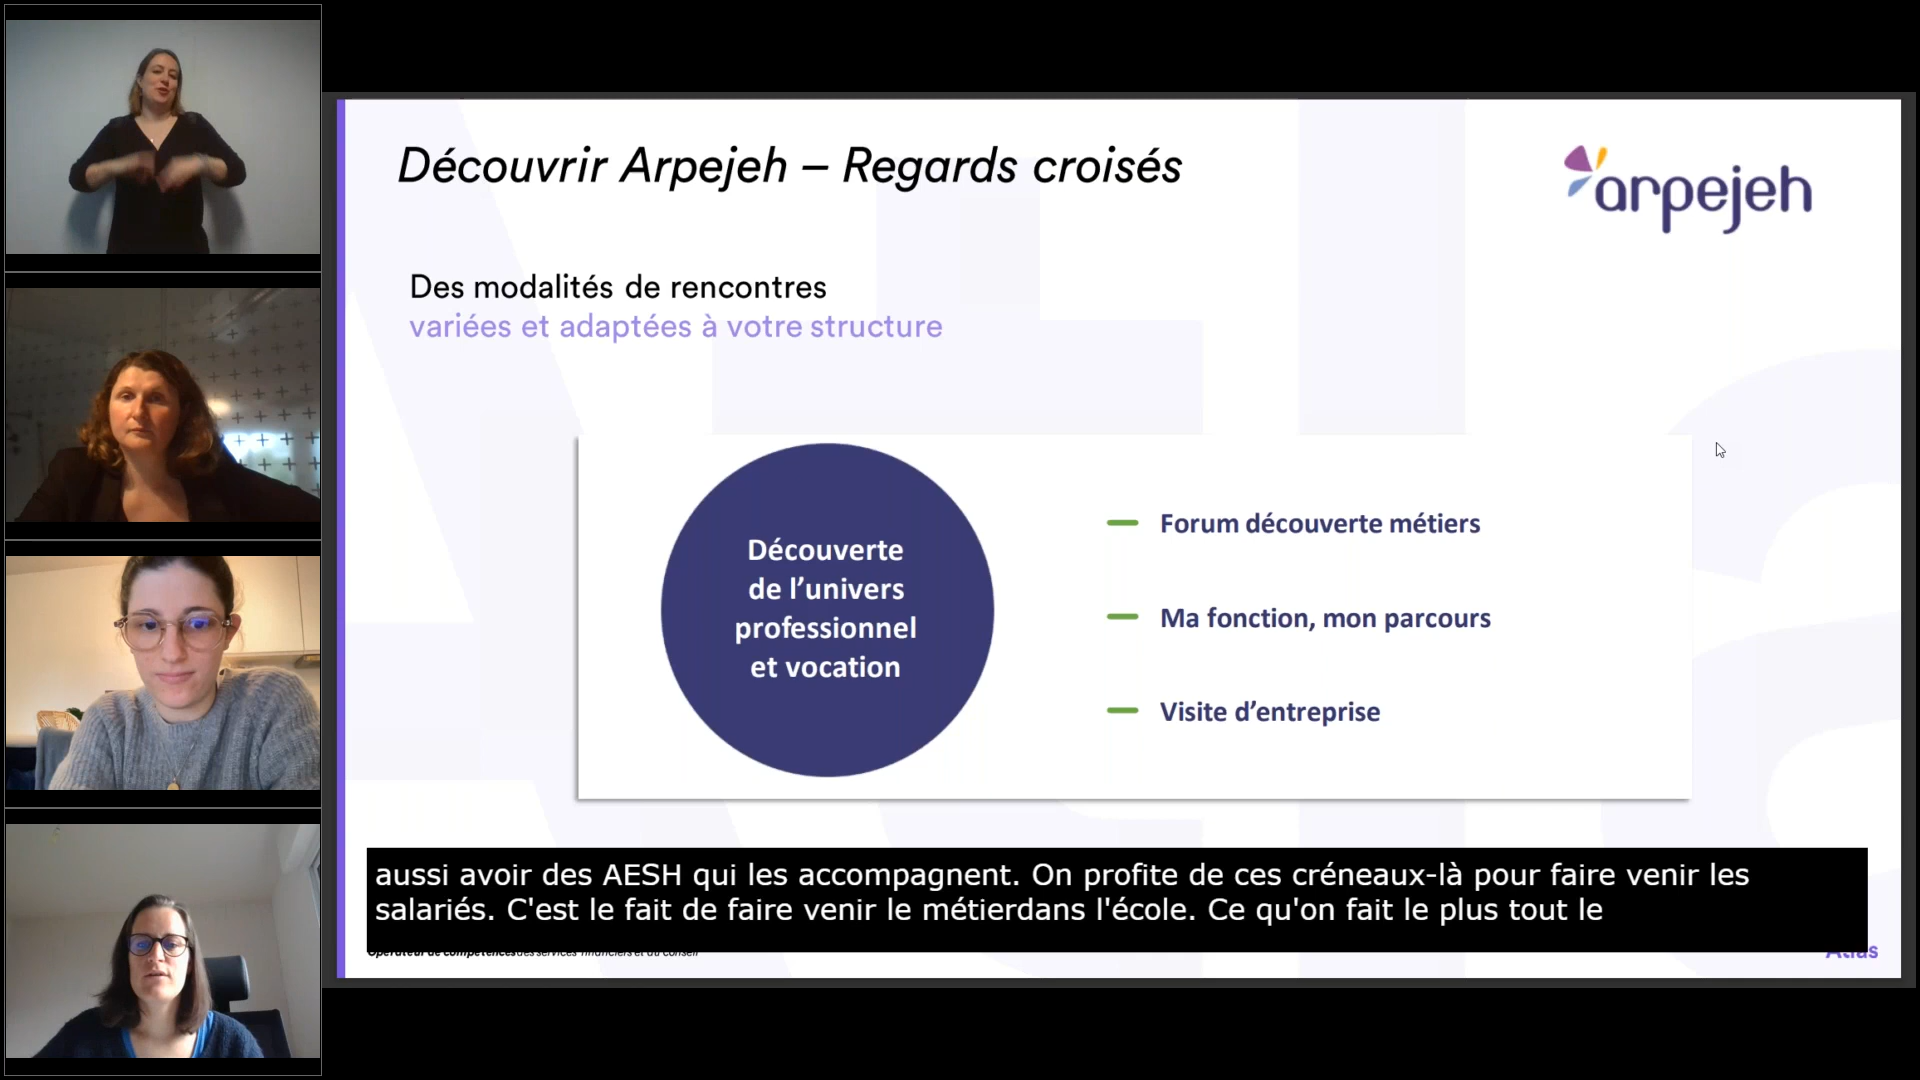 Découvrir Arpejeh – Regards croisés
arpejeh
Des modalités de rencontres
variées et adaptées à votre structure
Découverte
de l’univers
professionnel
et vocation
Forum découverte métiers
Ma fonction, mon parcours
Visite d’entreprise
aussi avoir des AESH qui les accompagnent. On profite de ces créneaux-là pour faire venir les
salariés. C'est le fait de faire venir le métierdans l'école. Ce qu'on fait le plus tout le
Opérateur de compétences des services financiers et du conseil
Atlas